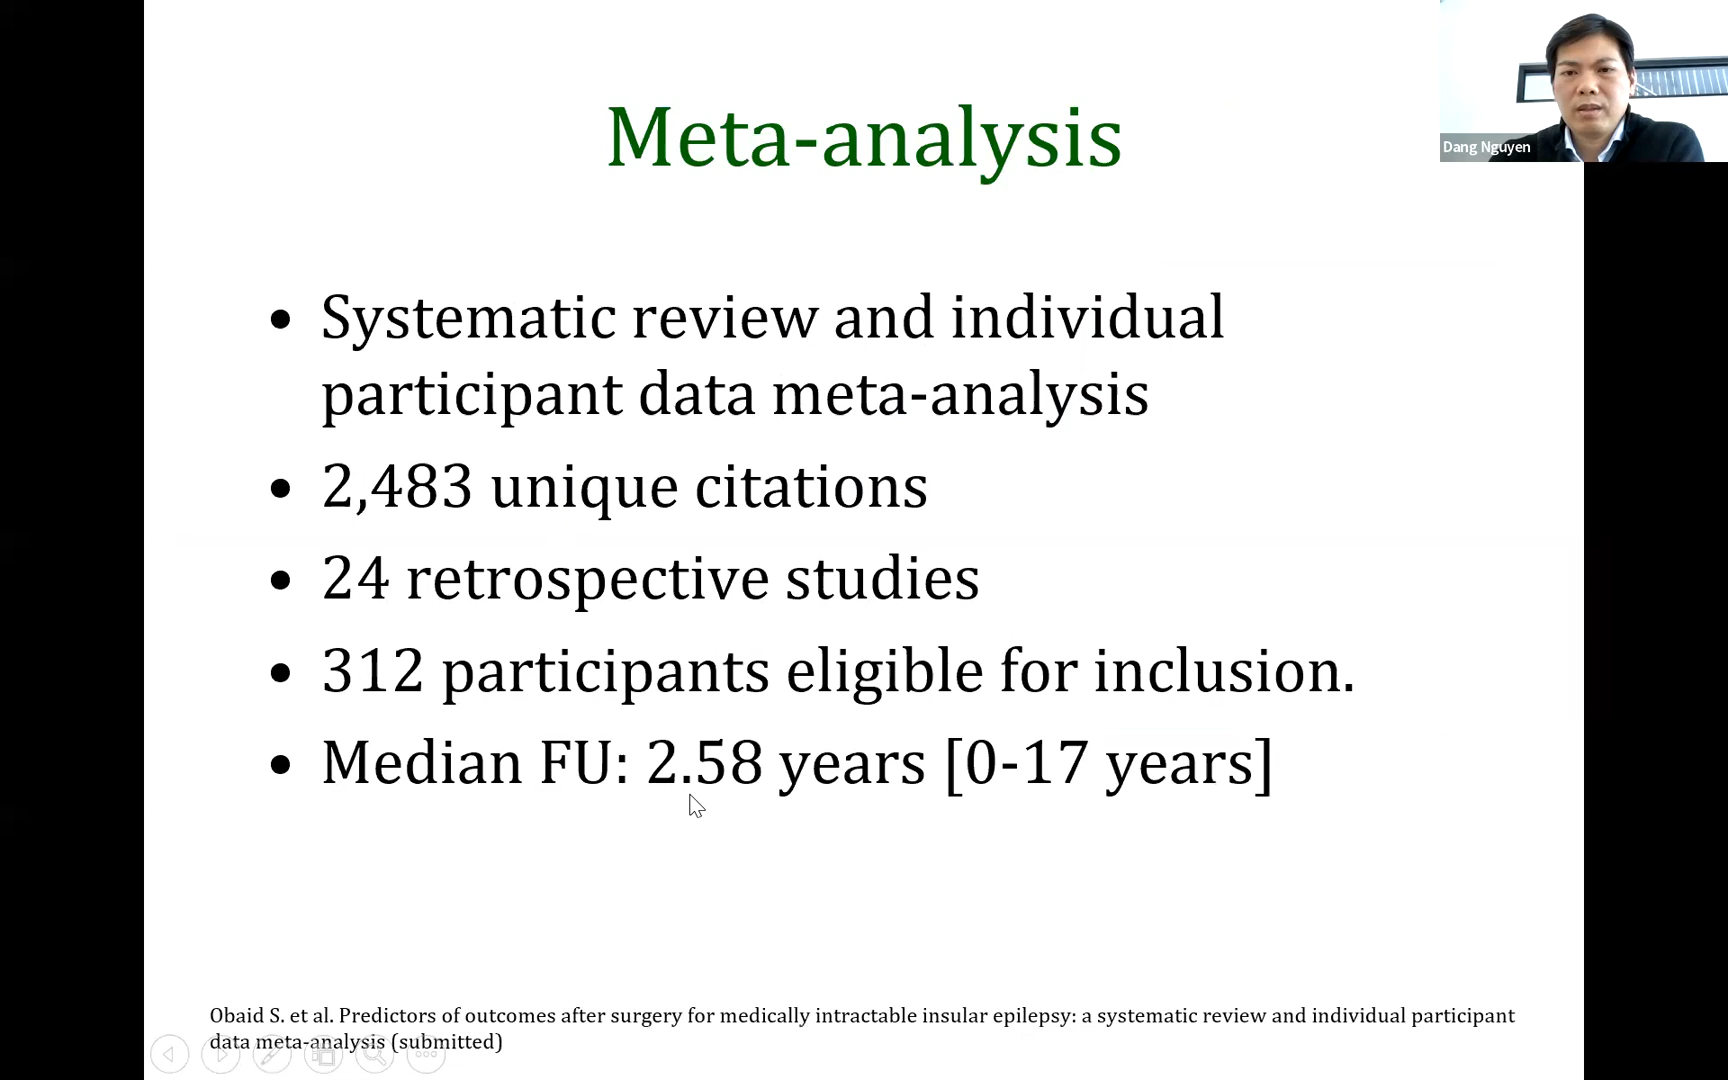 Meta-analysis
Dang Nguyen
• Systematic review and individual
participant data meta-analysis
• 2,483 unique citations
• 24 retrospective studies
• 312 participants eligible for inclusion.
• Median FU: 2.58 years [0-17 years]
Obaid S. et al. Predictors of outcomes after surgery for medically intractable insular epilepsy: a systematic review and individual participant
data meta-analysis (submitted)